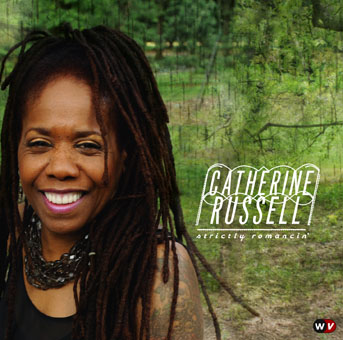 CATHERINE
RUSSELL
strictly romancin'
WV